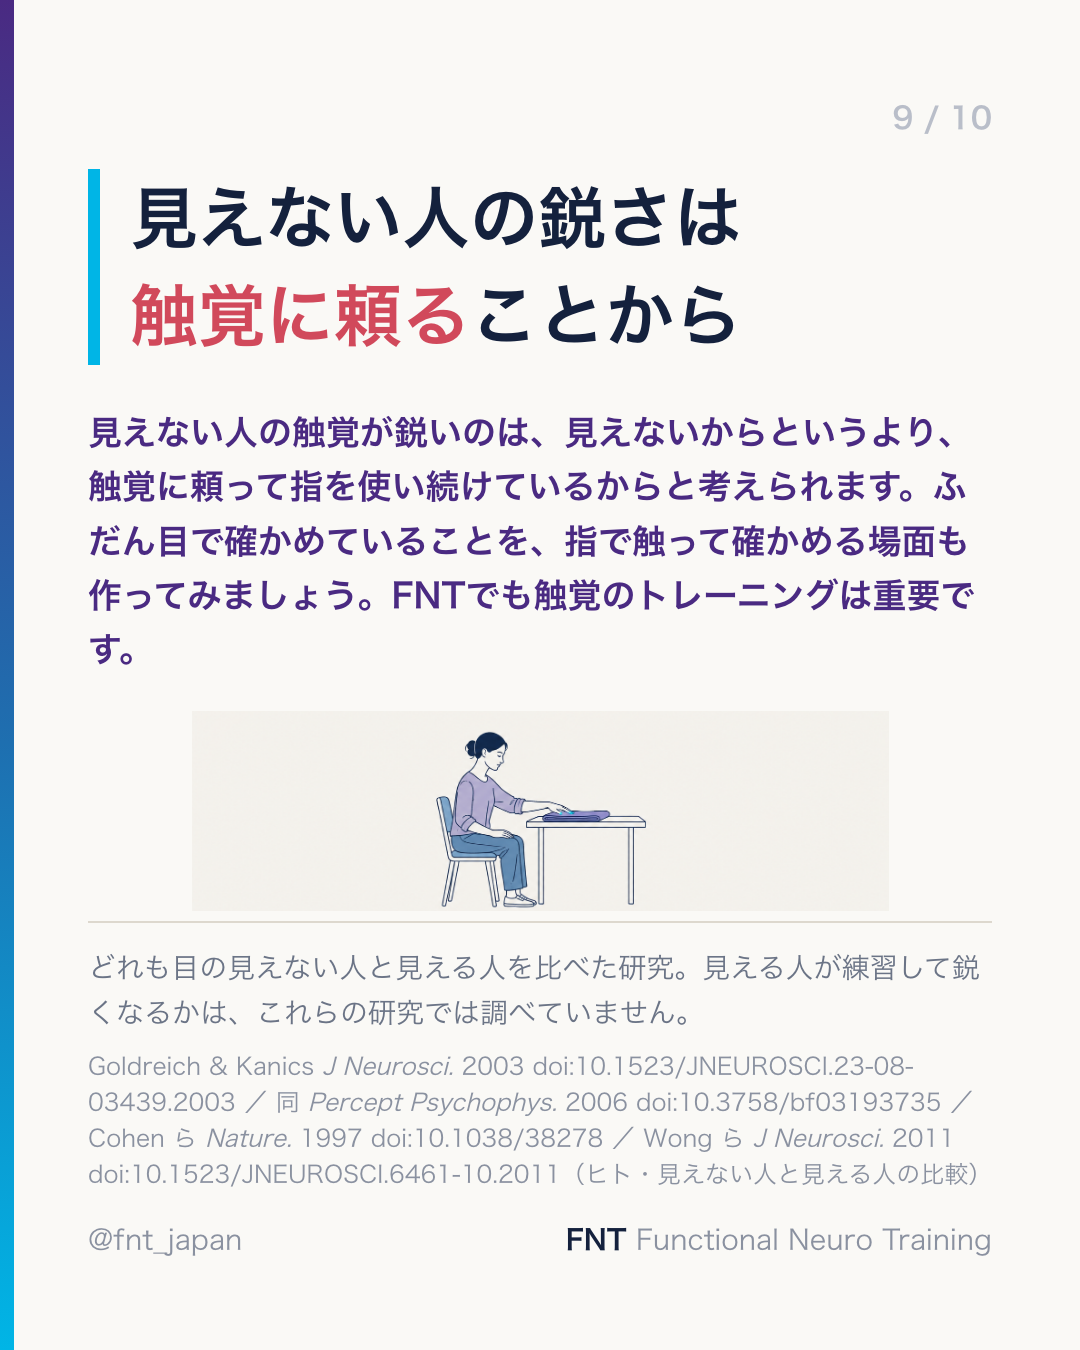 9 / 10
見えない人の鋭さは
触覚に頼ることから
見えない人の触覚が鋭いのは、見えないからというより、
触覚に頼って指を使い続けているからと考えられます。ふ
だん目で確かめていることを、指で触って確かめる場面も
作ってみましょう。FNTでも触覚のトレーニングは重要で
す。
どれも目の見えない人と見える人を比べた研究。見える人が練習して鋭
くなるかは、これらの研究では調べていません。
Goldreich & Kanics J Neurosci. 2003 doi:10.1523/JNEUROSCI.23-08-
03439.2003 ／ 同 Percept Psychophys. 2006 doi:10.3758/bf03193735 ／
Cohen ら Nature. 1997 doi:10.1038/38278 ／ Wong ら J Neurosci. 2011
doi:10.1523/JNEUROSCI.6461-10.2011（ヒト・見えない人と見える人の比較）
@fnt_japan
FNT Functional Neuro Training